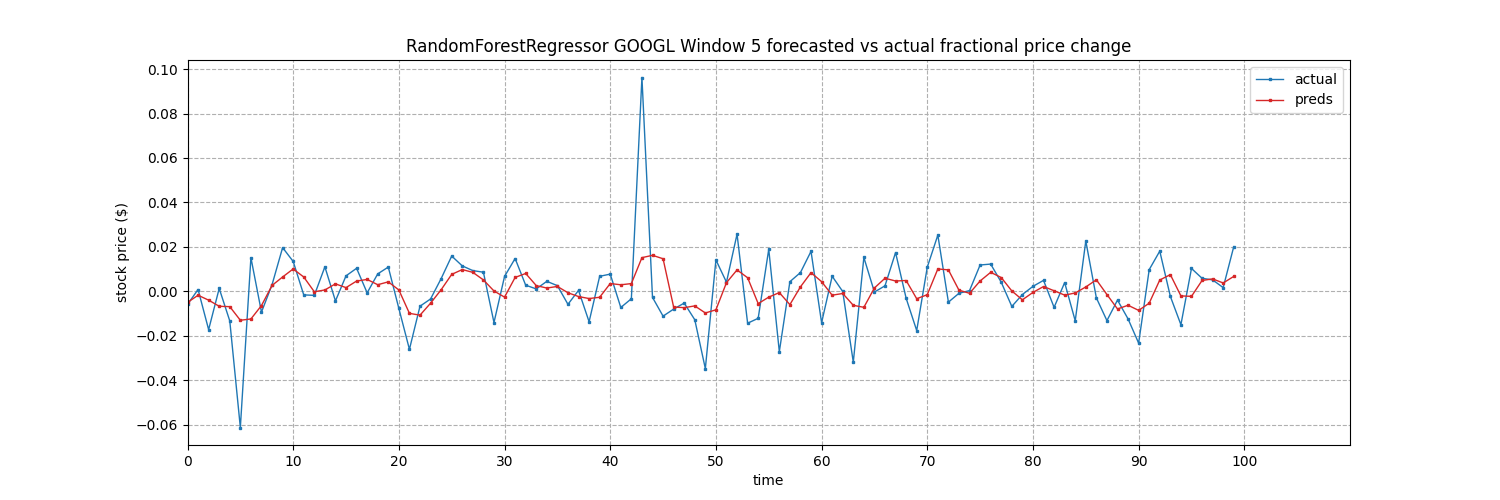 RandomForestRegressor GOOGL Window 5 forecasted vs actual fractional price change
actual
preds
stock price ($)
0.10
0.08
0.06
0.04
0.02
0.00
−0.02
−0.04
−0.06
0 10 20 30 40 50 60 70 80 90 100
time